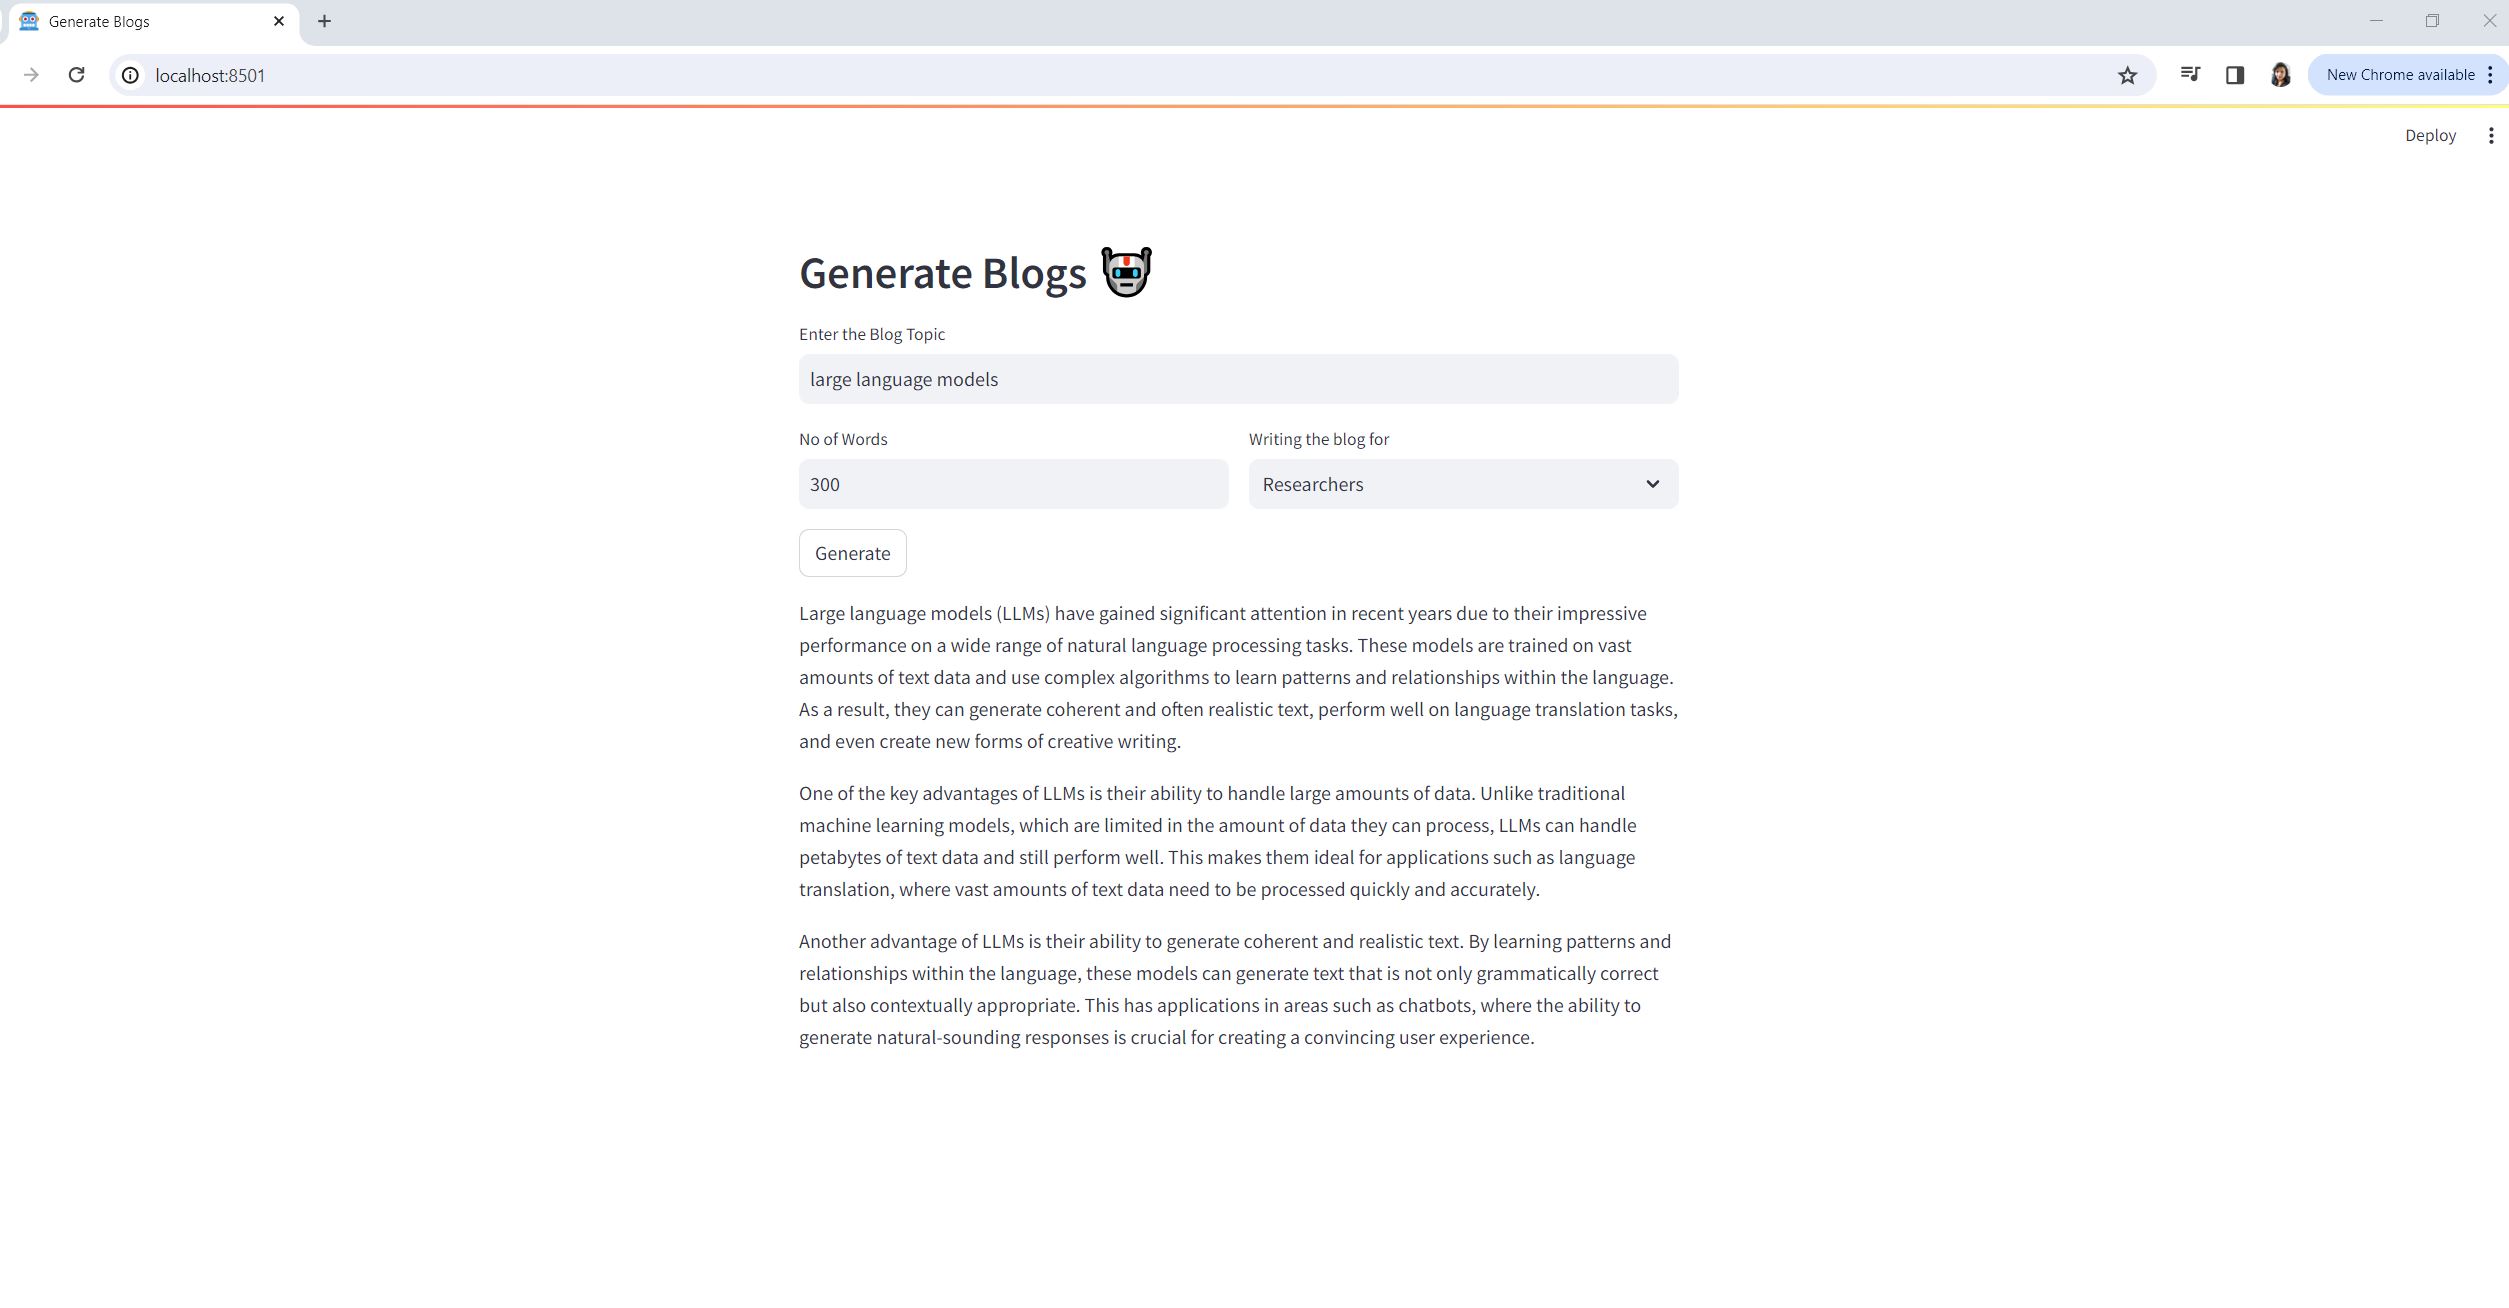 Generate Blogs
localhost:8501
New Chrome available
Deploy
Generate Blogs
Enter the Blog Topic
large language models
No of Words
Writing the blog for
300
Researchers
Generate
Large language models (LLMs) have gained significant attention in recent years due to their impressive
performance on a wide range of natural language processing tasks. These models are trained on vast
amounts of text data and use complex algorithms to learn patterns and relationships within the language.
As a result, they can generate coherent and often realistic text, perform well on language translation tasks,
and even create new forms of creative writing.
One of the key advantages of LLMs is their ability to handle large amounts of data. Unlike traditional
machine learning models, which are limited in the amount of data they can process, LLMs can handle
petabytes of text data and still perform well. This makes them ideal for applications such as language
translation, where vast amounts of text data need to be processed quickly and accurately.
Another advantage of LLMs is their ability to generate coherent and realistic text. By learning patterns and
relationships within the language, these models can generate text that is not only grammatically correct
but also contextually appropriate. This has applications in areas such as chatbots, where the ability to
generate natural-sounding responses is crucial for creating a convincing user experience.